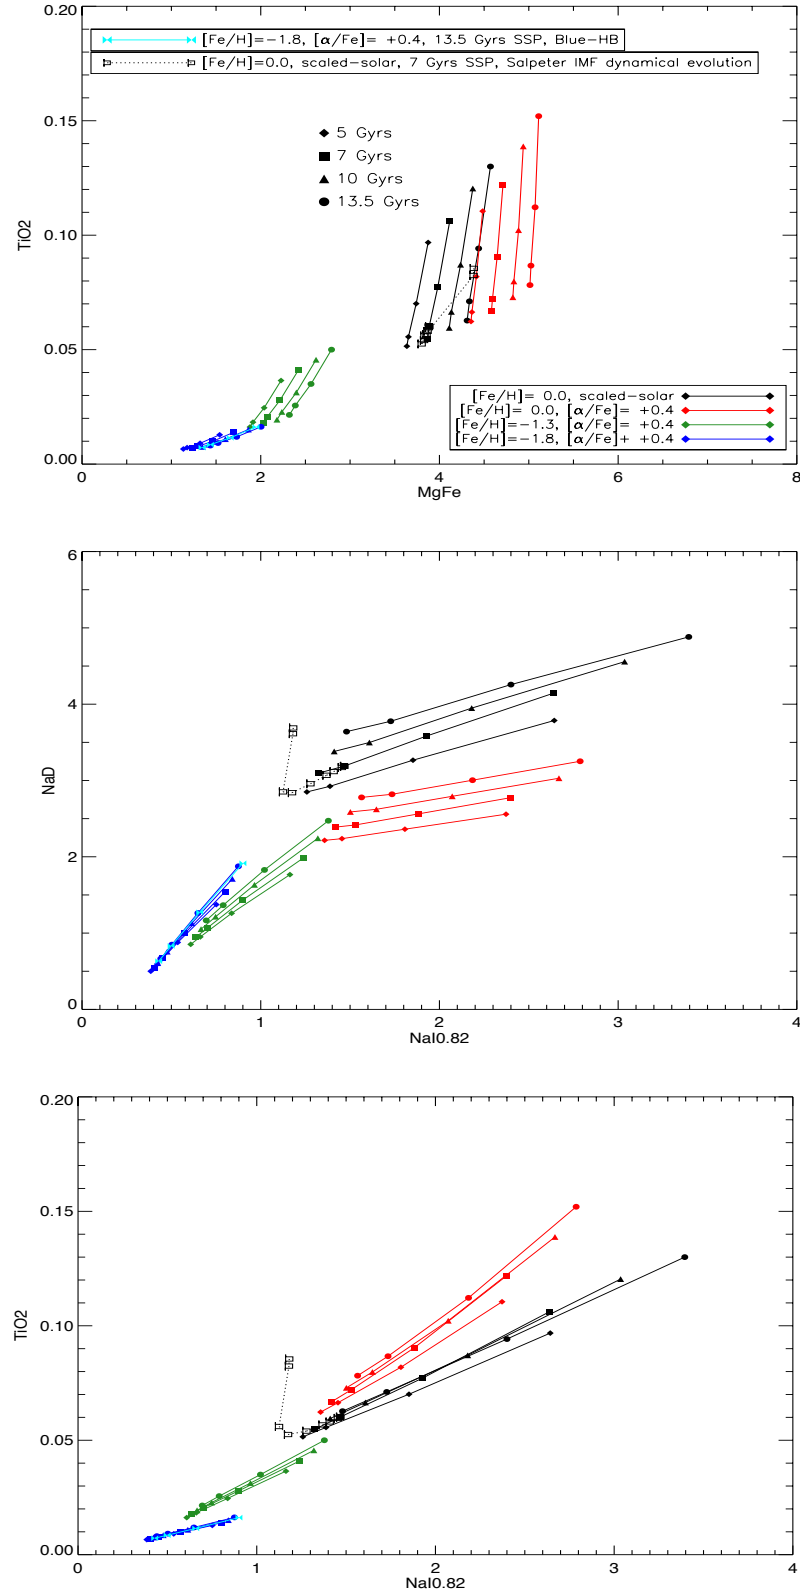 0.20
[Fe/H]=−1.8, [α/Fe]= +0.4, 13.5 Gyrs SSP, Blue−HB
[Fe/H]=0.0, scaled−solar, 7 Gyrs SSP, Salpeter IMF dynamical evolution
0.15
5 Gyrs
7 Gyrs
10 Gyrs
13.5 Gyrs
TiO2
0.10
0.05
[Fe/H]= 0.0, scaled−solar
[Fe/H]= 0.0, [α/Fe]= +0.4
[Fe/H]=−1.3, [α/Fe]= +0.4
[Fe/H]=−1.8, [α/Fe]+ +0.4
0.00
0 2 4 6 8
MgFe
6
4
NaD
2
0
0 1 2 3 4
NaI0.82
0.20
0.15
TiO2
0.10
0.05
0.00
0 1 2 3 4
NaI0.82